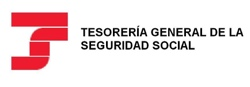 TESORERÍA GENERAL DE LA
SEGURIDAD SOCIAL